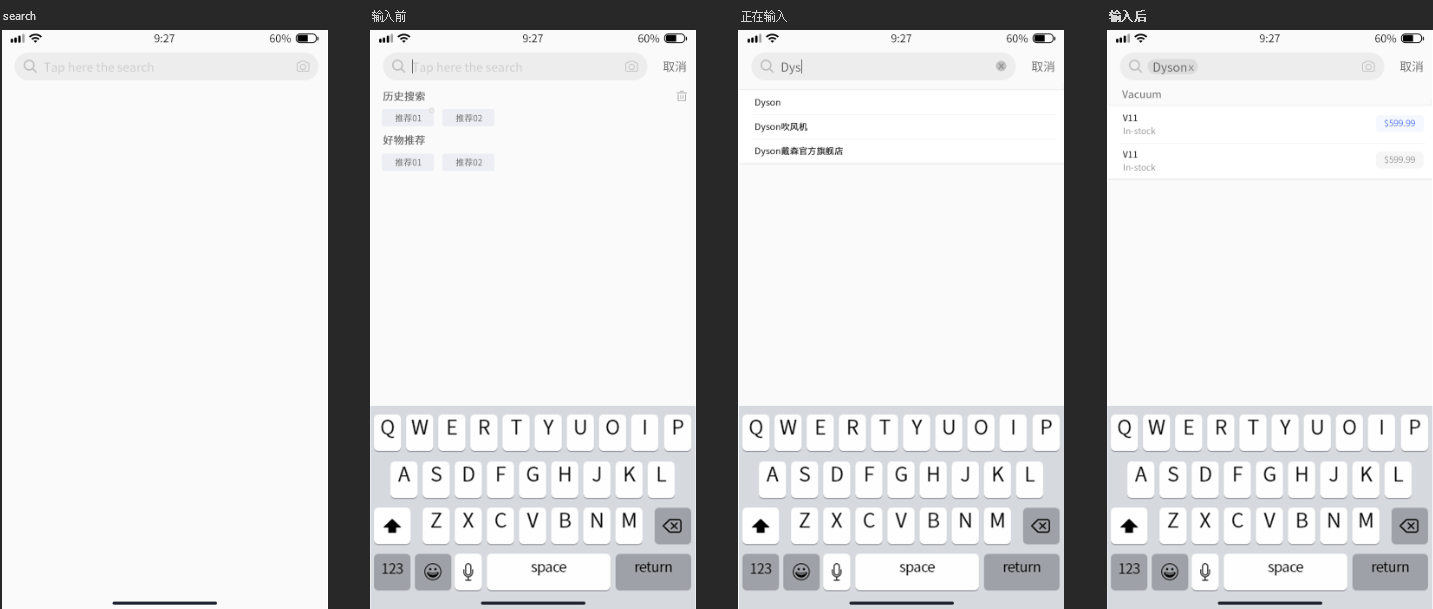 search
9:27
60%
Tap here the search
输入前
9:27
60%
Tap here the search
取消
历史搜索
推荐01
推荐02
好物推荐
推荐01
推荐02
Q W E R T Y U O I P
A S D F G H J K L
Z X C V B N M
123
space
return
正在输入
9:27
60%
Dys
取消
Dyson
Dyson吹风机
Dyson戴森官方旗舰店
Q W E R T Y U O I P
A S D F G H J K L
Z X C V B N M
123
space
return
输入后
9:27
60%
Dyson×
取消
Vacuum
V11
In-stock
$599.99
V11
In-stock
$599.99
Q W E R T Y U O I P
A S D F G H J K L
Z X C V B N M
123
space
return